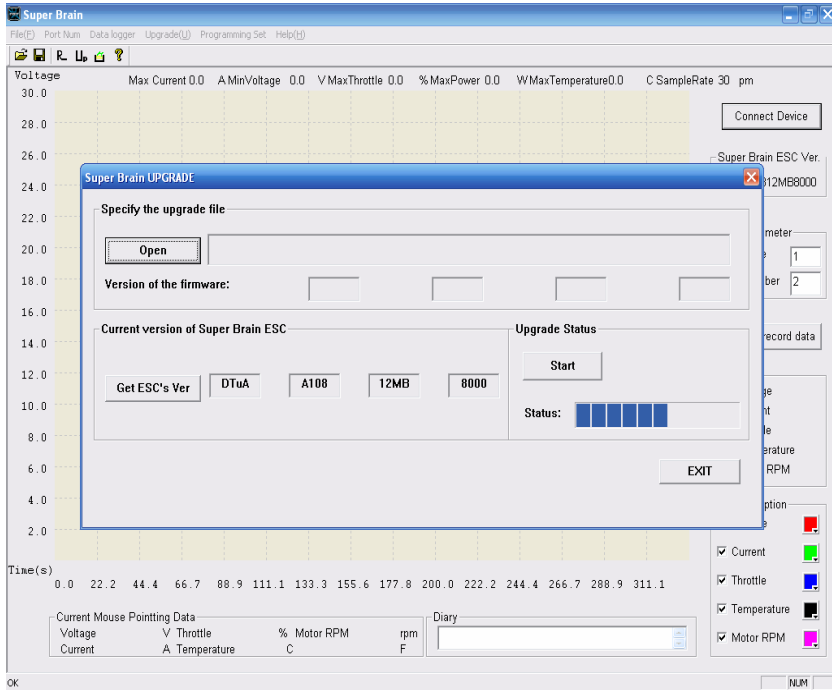 Super Brain
File(F) Port Num Data logger Upgrade(U) Programming Set Help(H)
Voltage Max Current 0.0 A MinVoltage 0.0 V MaxThrottle 0.0 % MaxPower 0.0 W MaxTemperature0.0 C SampleRate 30 pm
30.0
28.0
26.0
24.0
22.0
20.0
18.0
16.0
14.0
12.0
10.0
8.0
6.0
4.0
2.0
Time(s)
0.0 22.2 44.4 66.7 88.9 111.1 133.3 155.6 177.8 200.0 222.2 244.4 266.7 288.9 311.1
Connect Device
Super Brain ESC Ver.
12MB8000
meter
1
ber 2
record data
ge
nt
le
erature
RPM
ption
e
Current
Throttle
Temperature
Motor RPM
Super Brain UPGRADE
Specify the upgrade file
Open
Version of the firmware:
Current version of Super Brain ESC
Get ESC's Ver DTuA A108 12MB 8000
Upgrade Status
Start
Status:
EXIT
Current Mouse Pointting Data
Voltage V Throttle % Motor RPM rpm
Current A Temperature C F
Diary
OK NUM